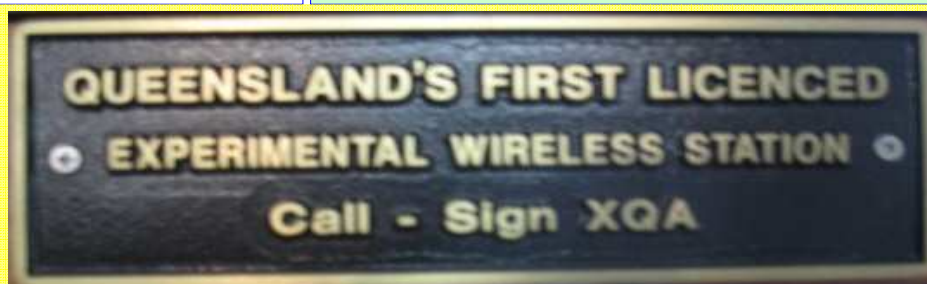 QUEENSLAND'S FIRST LICENCED
EXPERIMENTAL WIRELESS STATION
Call - Sign XQA